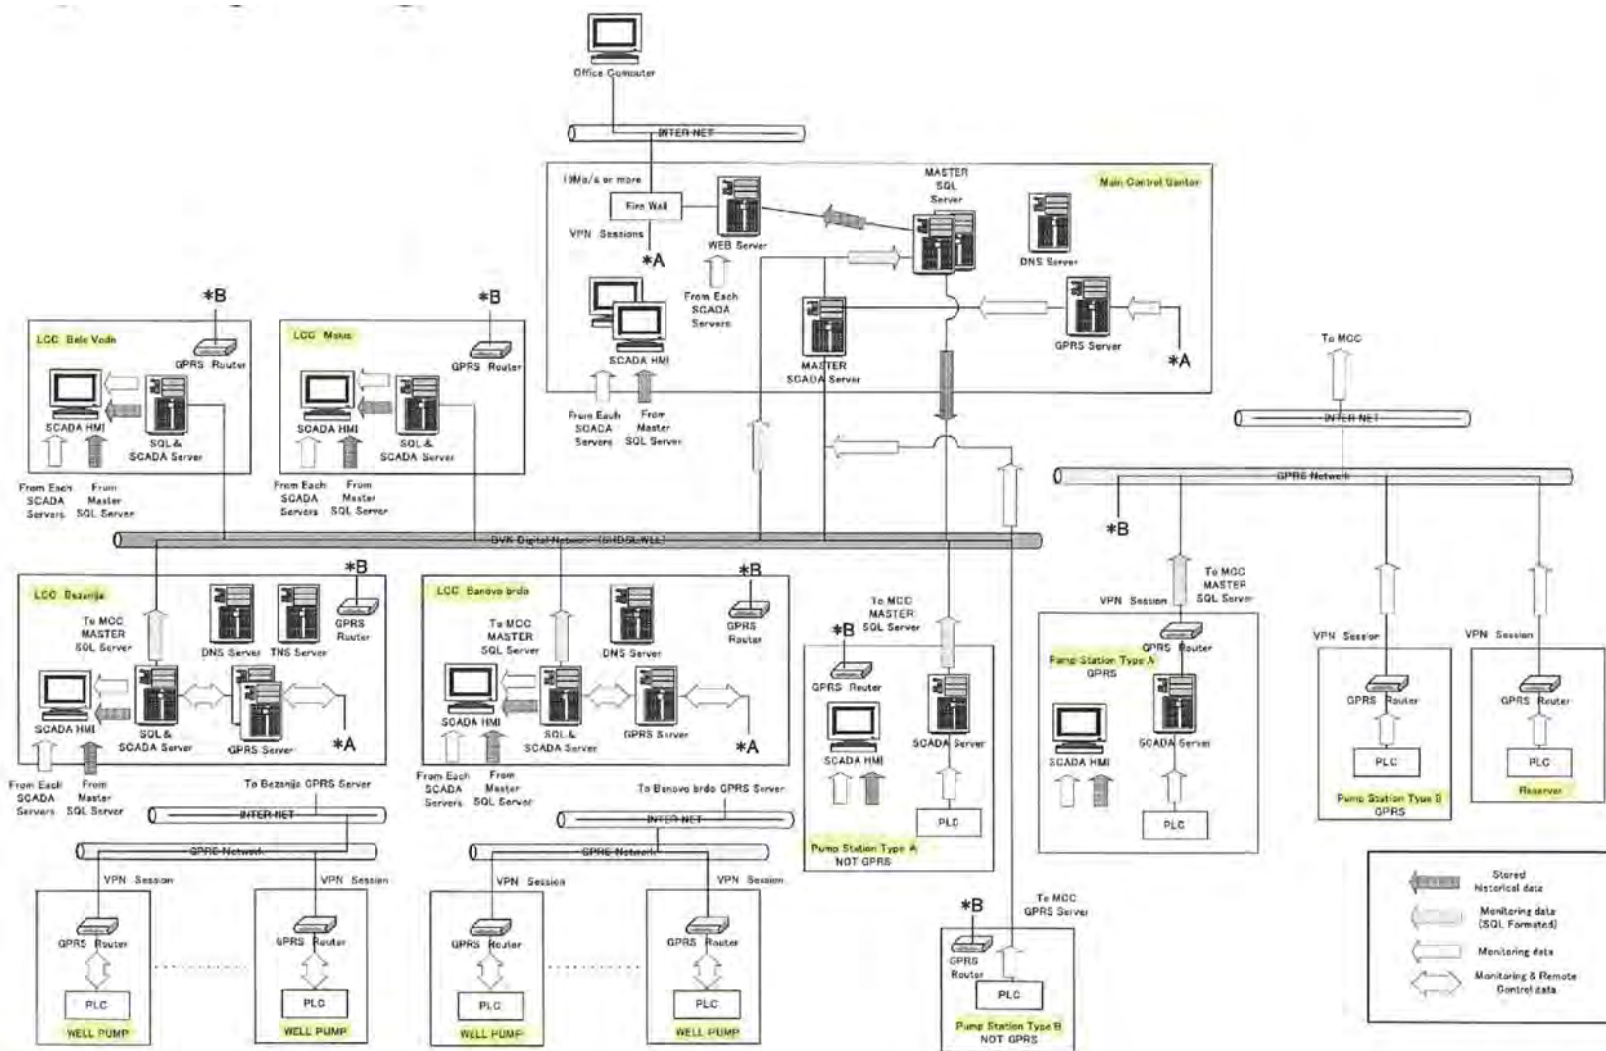 Office Computer
INTER NET
Main Control Center
or more
Fire Wall
VPN Sessions
*A
WEB Server
MASTER
SQL
Server
DNS Server
From Each
SCADA
Servers
SCADA HMI
MASTER
SCADA Server
GPRS Server
*A
From Each
SCADA
Servers
From
Master
SQL Server
*B
LCC
GPRS Router
SCADA HMI
SQL &
SCADA Server
From Each
SCADA
Servers
From
Master
SQL Server
*B
LCC
GPRS Router
SCADA HMI
SQL &
SCADA Server
From Each
SCADA
Servers
From
Master
SQL Server
To MCC
INTER NET
GPRS Network
*B
Digital Network
LCC Bezanija
*B
To MCC
MASTER
SQL Server
DNS Server
TNS Server
GPRS
Router
SCADA HMI
SQL &
SCADA Server
GPRS Server
*A
From Each
SCADA
Servers
From
Master
SQL Server
LCC Banovo brdo
*B
To MCC
MASTER
SQL Server
DNS Server
GPRS
Router
SCADA HMI
SQL &
SCADA Server
GPRS Server
*A
From Each
SCADA
Servers
From
Master
SQL Server
To MCC
MASTER
SQL Server
*B
GPRS Router
SCADA HMI
SCADA Server
PLC
Pump Station Type A
NOT GPRS
VPN Session
To MCC
MASTER
SQL Server
GPRS Router
Pump Station Type A
GPRS
SCADA HMI
SCADA Server
PLC
VPN Session
GPRS Router
PLC
Pump Station Type B
GPRS
VPN Session
GPRS Router
PLC
To Bezanija GPRS Server
INTER NET
GPRS Network
VPN Session
GPRS Router
PLC
WELL PUMP
VPN Session
GPRS Router
PLC
WELL PUMP
To Banovo brdo GPRS Server
INTER NET
GPRS Network
VPN Session
GPRS Router
PLC
WELL PUMP
VPN Session
GPRS Router
PLC
WELL PUMP
To MCC
GPRS Server
*B
GPRS
Router
PLC
Pump Station Type B
NOT GPRS
Stored
historical data
Monitoring data
(SQL Formated)
Monitoring data
Monitoring & Remote
Control data